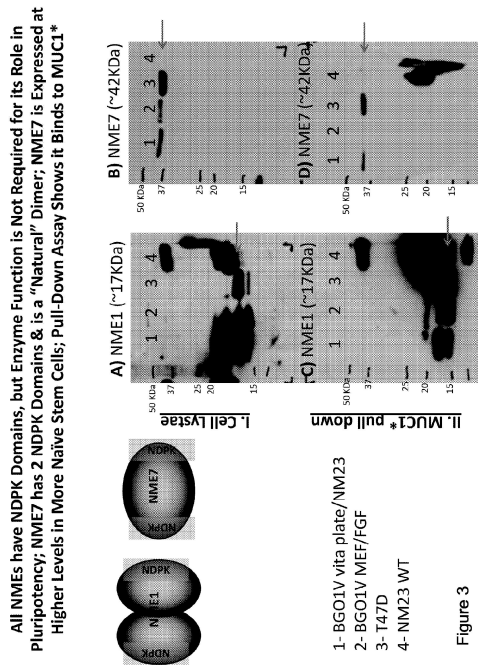 All NMEs have NDPK Domains, but Enzyme Function is Not Required for its Role in
Pluripotency; NME7 has 2 NDPK Domains & is a "Natural" Dimer; NME7 is Expressed at
Higher Levels in More Naïve Stem Cells; Pull-Down Assay Shows it Binds to MUC1*
NDPK
NME1
NDPK
NDPK
NME7
NDPK
1- BGO1V vita plate/NM23
2- BGO1V MEF/FGF
3- T47D
4- NM23 WT
Figure 3
I. Cell Lystae
A) NME1 (~17KDa)
50 KDa
37
25
20
15
1 2 3 4
B) NME7 (~42KDa)
50 KDa
37
25
20
15
1 2 3 4
II. MUC1* pull down
C) NME1 (~17KDa)
50 KDa
37
25
20
15
1 2 3 4
D) NME7 (~42KDa)
50 KDa
37
25
20
15
1 2 3 4